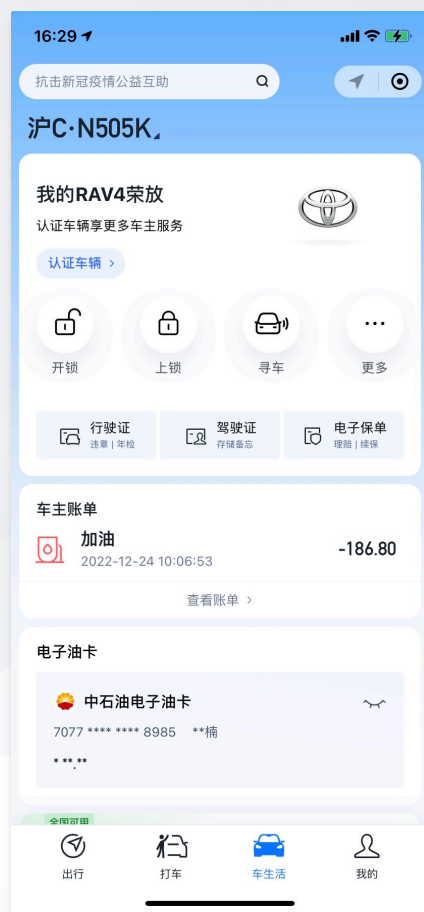 16:29
抗击新冠疫情公益互助
沪C·N505K
我的RAV4荣放
认证车辆享更多车主服务
认证车辆 >
开锁
上锁
寻车
更多
行驶证
违章 | 年检
驾驶证
存储备忘
电子保单
理赔 | 续保
车主账单
加油
2022-12-24 10:06:53
-186.80
查看账单 >
电子油卡
中石油电子油卡
7077 **** **** 8985 **楠
* **.**
全国可用
出行
打车
车生活
我的